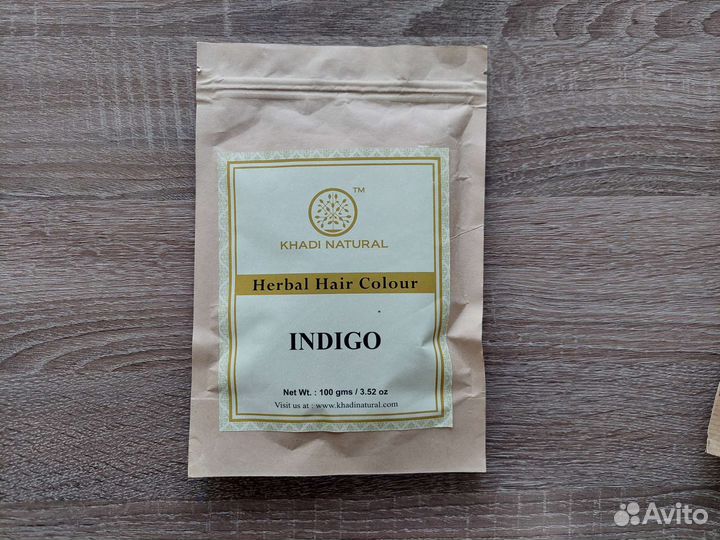 TM
KHADI NATURAL
Herbal Hair Colour
INDIGO
Net Wt. : 100 gms / 3.52 oz
Visit us at : www.khadinatural.com
Avito